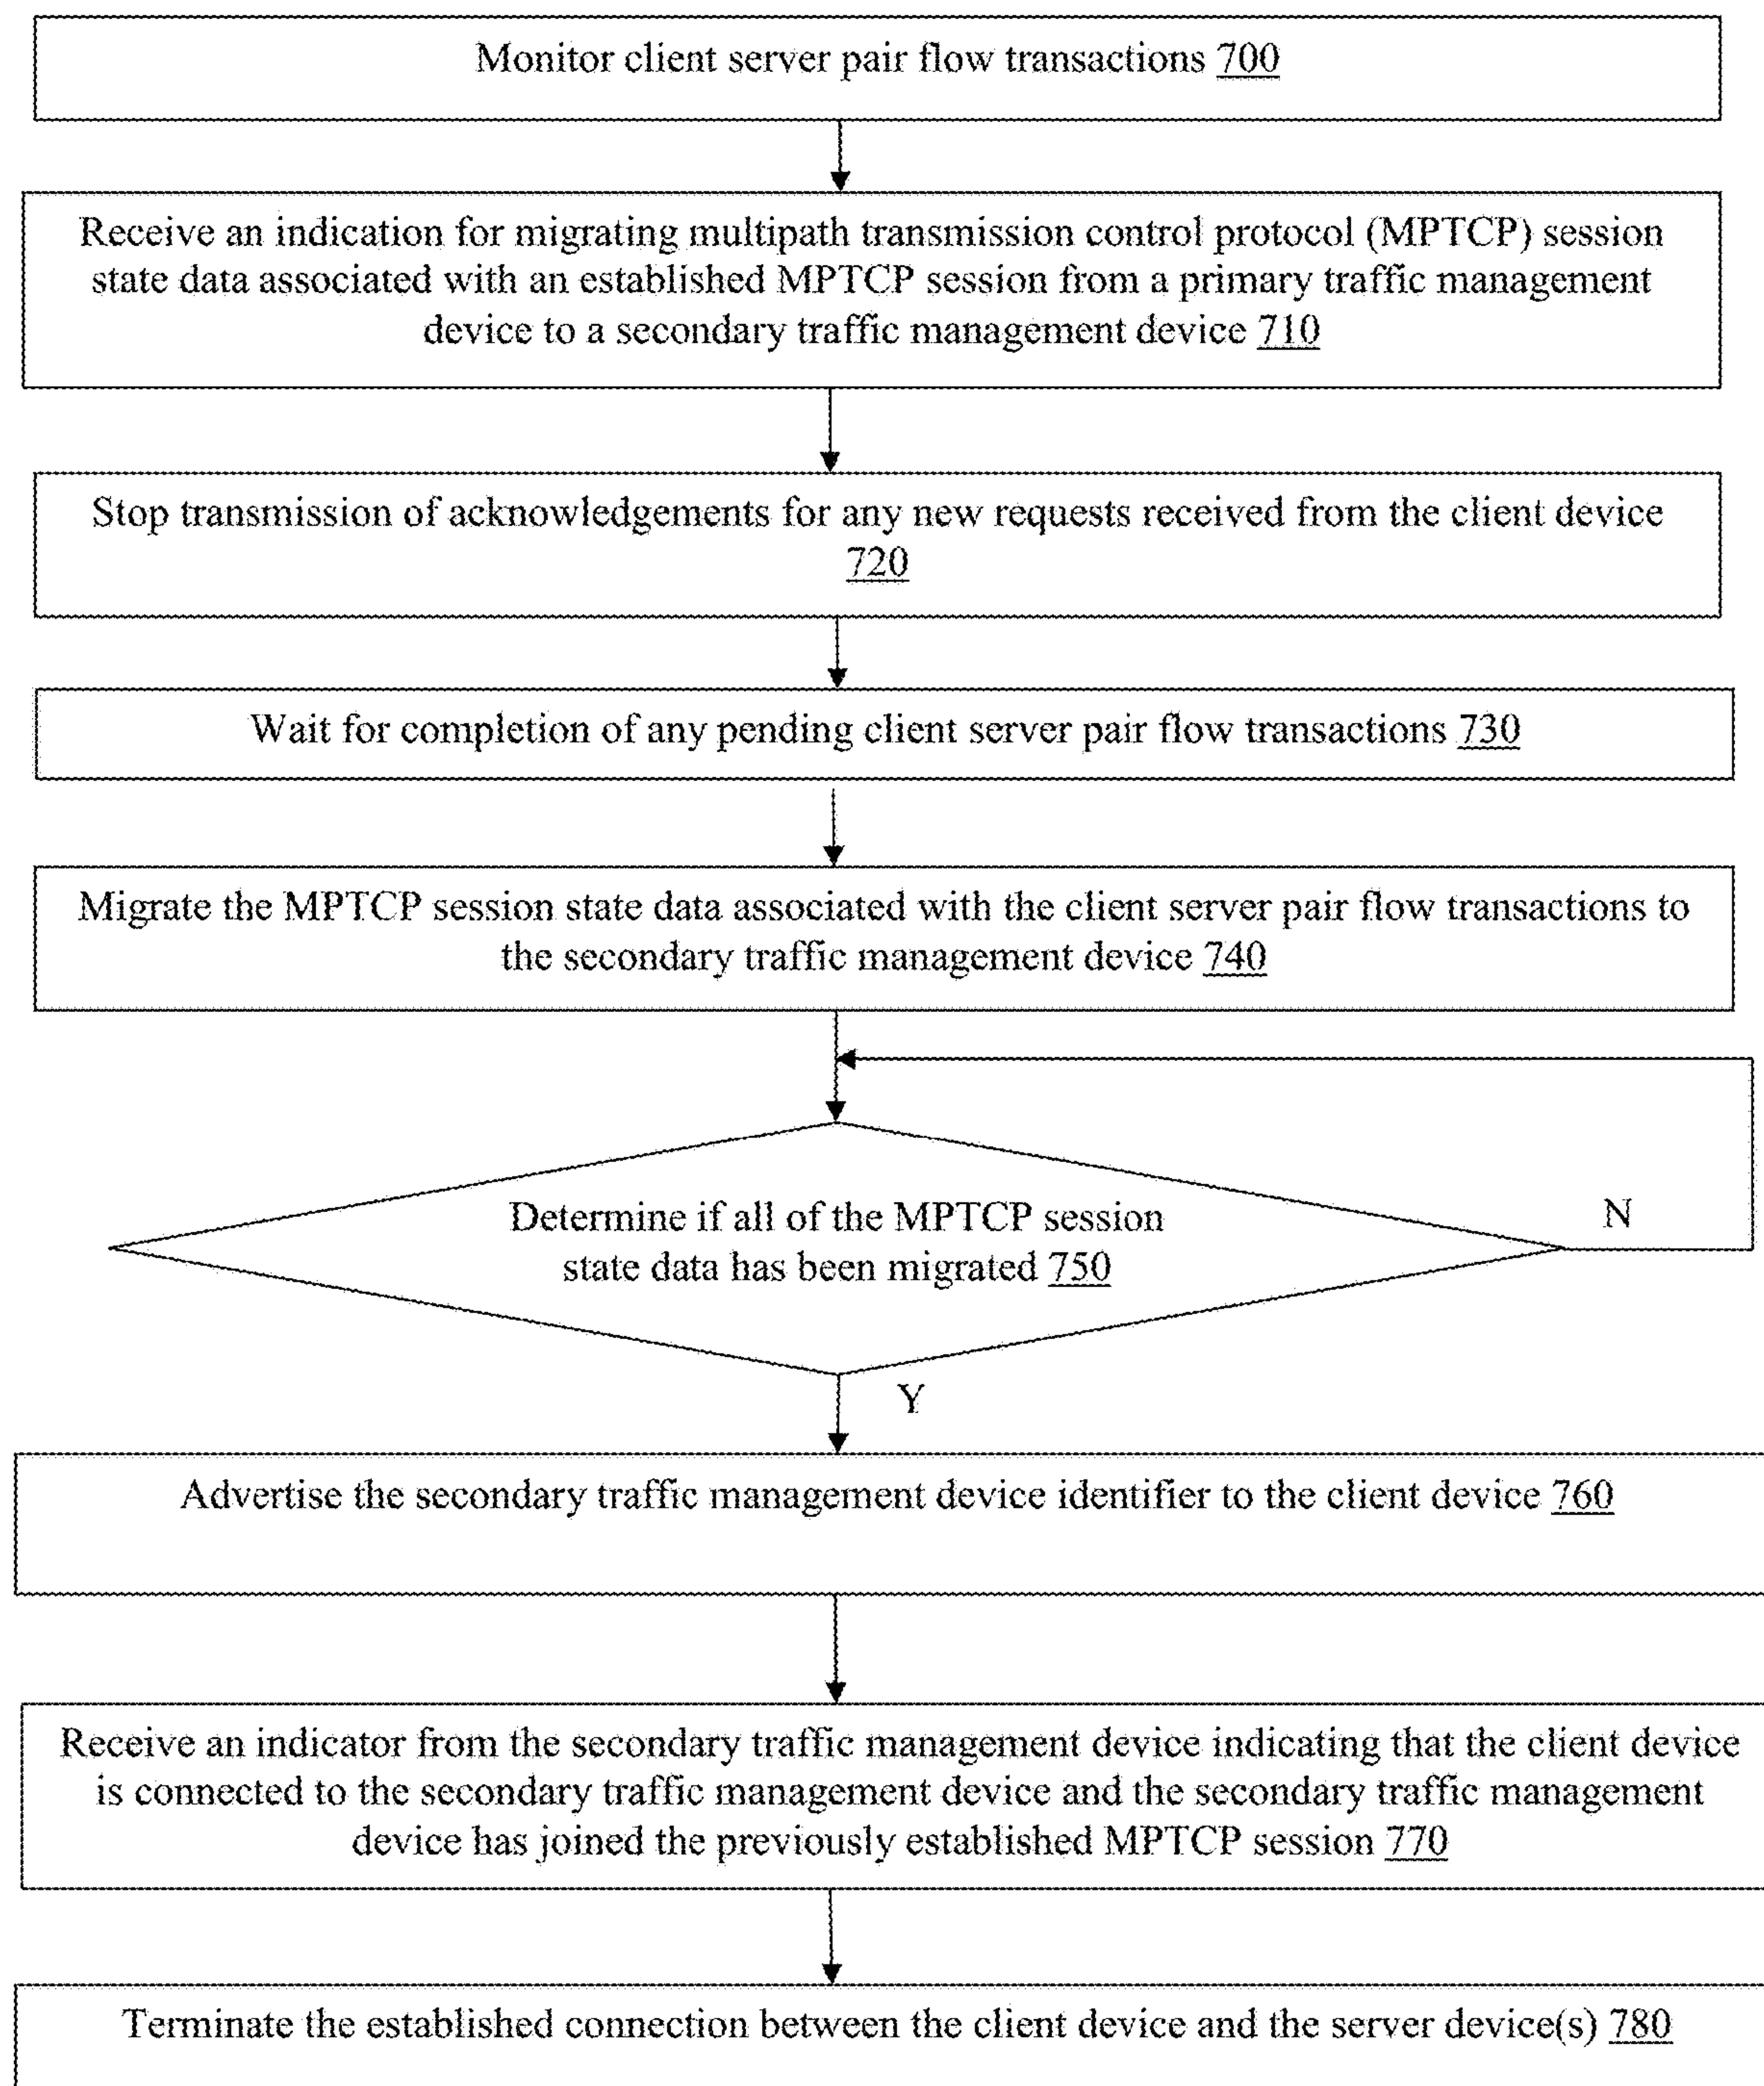 Monitor client server pair flow transactions 700
Receive an indication for migrating multipath transmission control protocol (MPTCP) session
state data associated with an established MPTCP session from a primary traffic management
device to a secondary traffic management device 710
Stop transmission of acknowledgements for any new requests received from the client device
720
Wait for completion of any pending client server pair flow transactions 730
Migrate the MPTCP session state data associated with the client server pair flow transactions to
the secondary traffic management device 740
Determine if all of the MPTCP session
state data has been migrated 750
N
Y
Advertise the secondary traffic management device identifier to the client device 760
Receive an indicator from the secondary traffic management device indicating that the client device
is connected to the secondary traffic management device and the secondary traffic management
device has joined the previously established MPTCP session 770
Terminate the established connection between the client device and the server device(s) 780